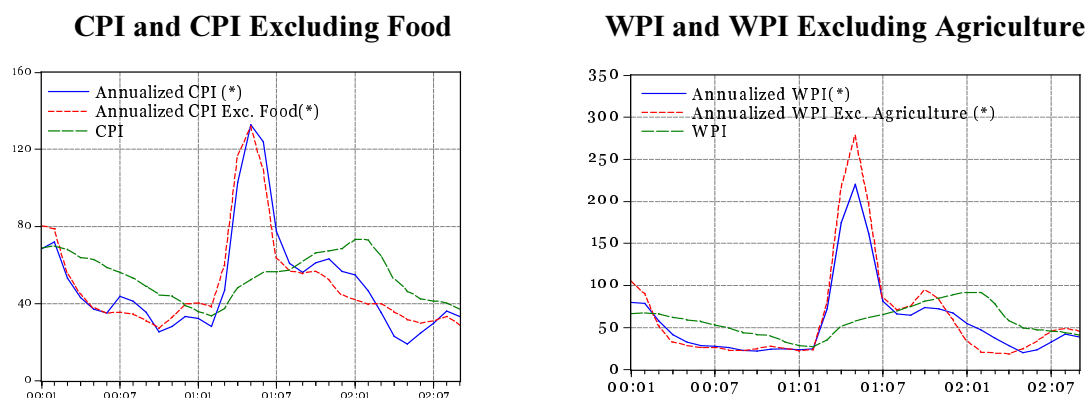 CPI and CPI Excluding Food
160
120
80
40
0
Annualized CPI (*)
Annualized CPI Exc. Food(*)
CPI
00:01 00:07 01:01 01:07 02:01 02:07
WPI and WPI Excluding Agriculture
350
300
250
200
150
100
50
0
Annualized WPI(*)
Annualized WPI Exc. Agriculture (*)
WPI
00:01 00:07 01:01 01:07 02:01 02:07